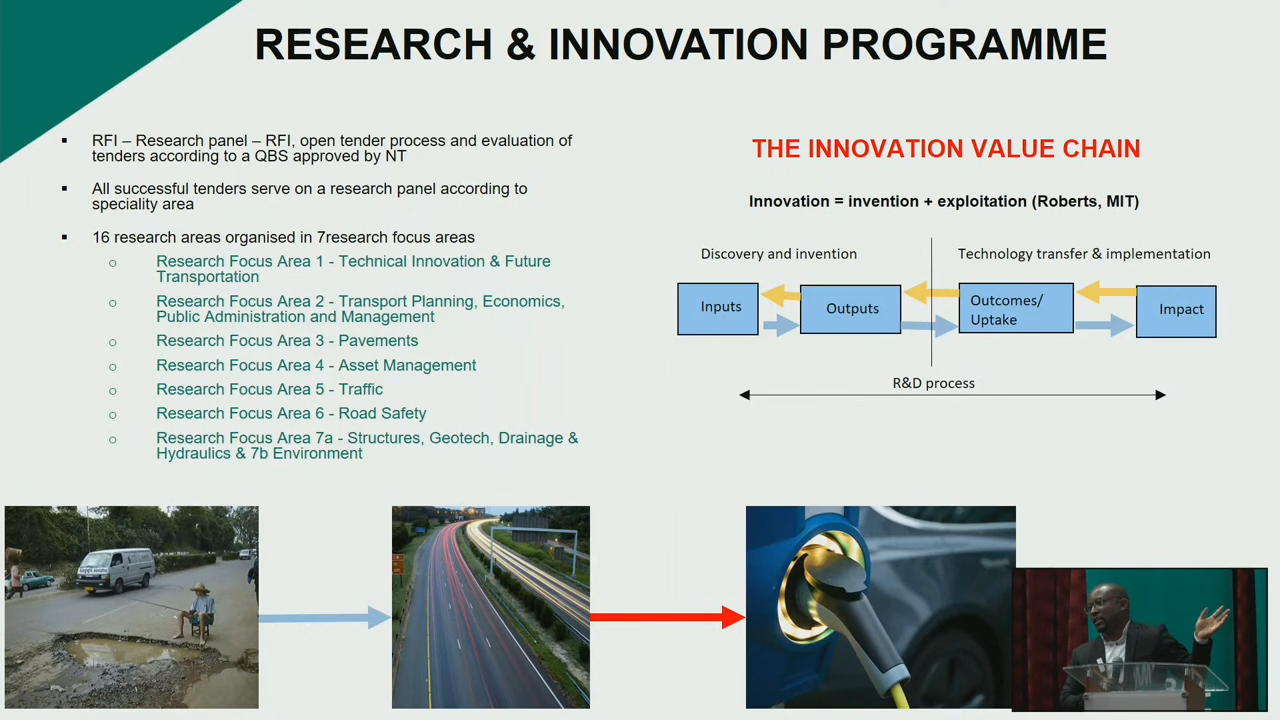 RESEARCH & INNOVATION PROGRAMME
RFI – Research panel – RFI, open tender process and evaluation of
tenders according to a QBS approved by NT
All successful tenders serve on a research panel according to
speciality area
16 research areas organised in 7research focus areas
Research Focus Area 1 - Technical Innovation & Future
Transportation
Research Focus Area 2 - Transport Planning, Economics,
Public Administration and Management
Research Focus Area 3 - Pavements
Research Focus Area 4 - Asset Management
Research Focus Area 5 - Traffic
Research Focus Area 6 - Road Safety
Research Focus Area 7a - Structures, Geotech, Drainage &
Hydraulics & 7b Environment
THE INNOVATION VALUE CHAIN
Innovation = invention + exploitation (Roberts, MIT)
Discovery and invention
Technology transfer & implementation
Inputs
Outputs
Outcomes/
Uptake
Impact
R&D process